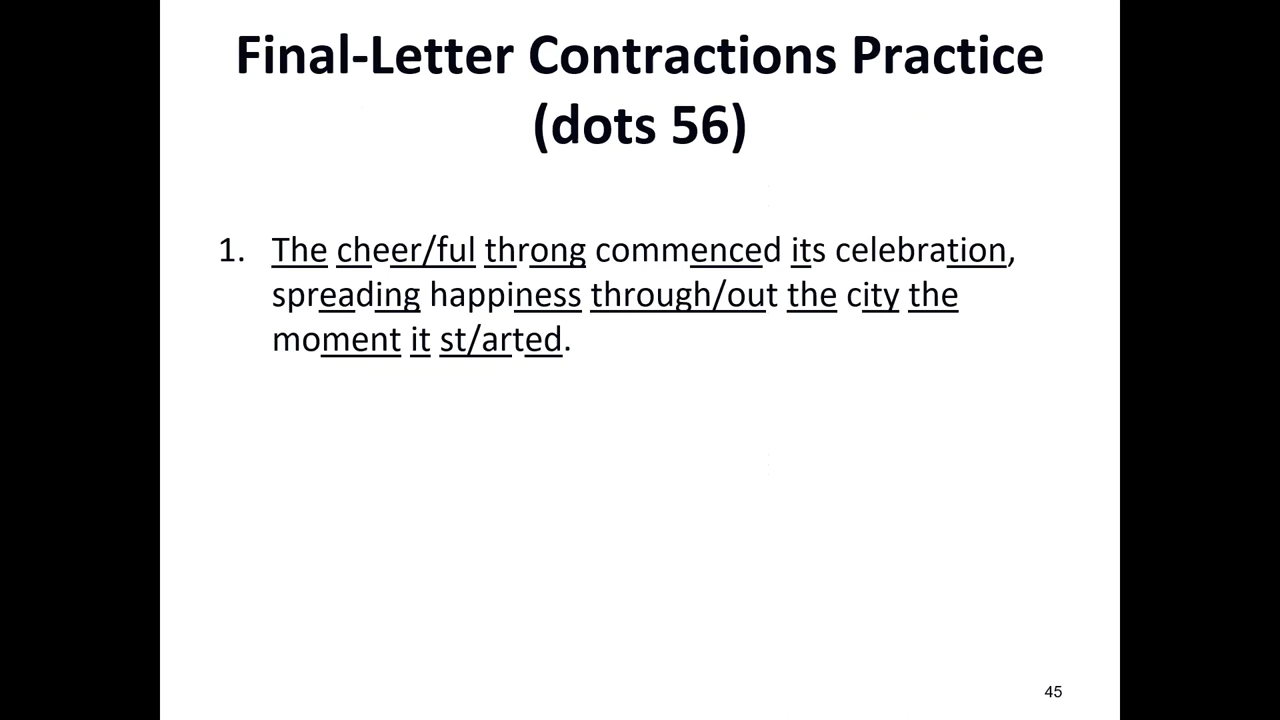 Final-Letter Contractions Practice
(dots 56)
1. The cheer/ful throng commenced its celebration,
spreading happiness through/out the city the
moment it st/arted.
45